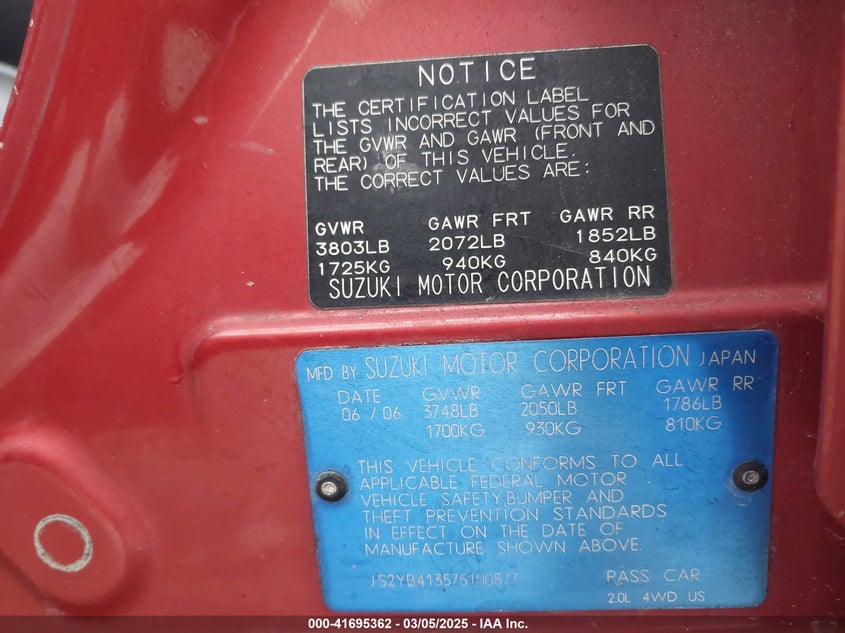 NOTICE
THE CERTIFICATION LABEL
LISTS INCORRECT VALUES FOR
THE GVWR AND GAWR (FRONT AND
REAR) OF THIS VEHICLE.
THE CORRECT VALUES ARE:
GVWR GAWR FRT GAWR RR
3803LB 2072LB 1852LB
1725KG 940KG 840KG
SUZUKI MOTOR CORPORATION
MFD BY SUZUKI MOTOR CORPORATION JAPAN
DATE GVWR GAWR FRT GAWR RR
06/06 3748LB 2050LB 1786LB
1700KG 930KG 810KG
THIS VEHICLE CONFORMS TO ALL
APPLICABLE FEDERAL MOTOR
VEHICLE SAFETY,BUMPER AND
THEFT PREVENTION STANDARDS
IN EFFECT ON THE DATE OF
MANUFACTURE SHOWN ABOVE.
PASS CAR
2.0L 4WD US
000-41695362 - 03/05/2025 - IAA Inc.